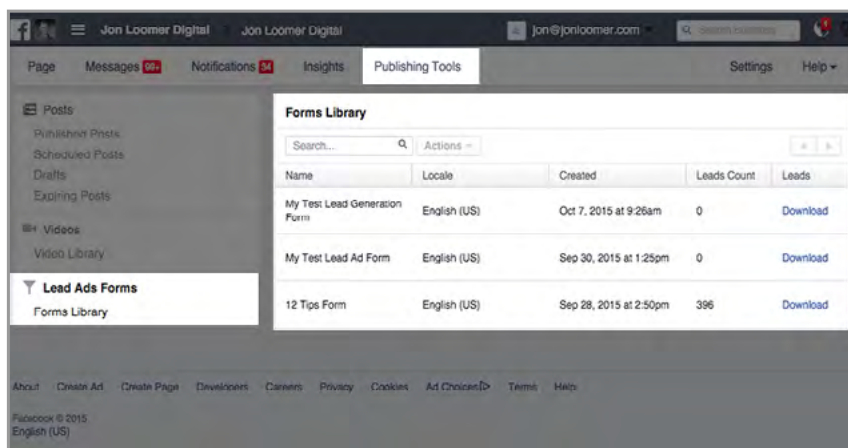 f Jon Loomer Digital Jon Loomer Digital jon@jonloomer.com Search business
Page Messages 99+ Notifications 34 Insights Publishing Tools Settings Help
Posts
Published Posts
Scheduled Posts
Drafts
Expiring Posts
Videos
Video Library
Lead Ads Forms
Forms Library
Forms Library
Search... Actions
Name Locale Created Leads Count Leads
My Test Lead Generation
Form English (US) Oct 7, 2015 at 9:26am 0 Download
My Test Lead Ad Form English (US) Sep 30, 2015 at 1:25pm 0 Download
12 Tips Form English (US) Sep 28, 2015 at 2:50pm 396 Download
About Create Ad Create Page Developers Careers Privacy Cookies Ad Choices Terms Help
Facebook © 2015
English (US)